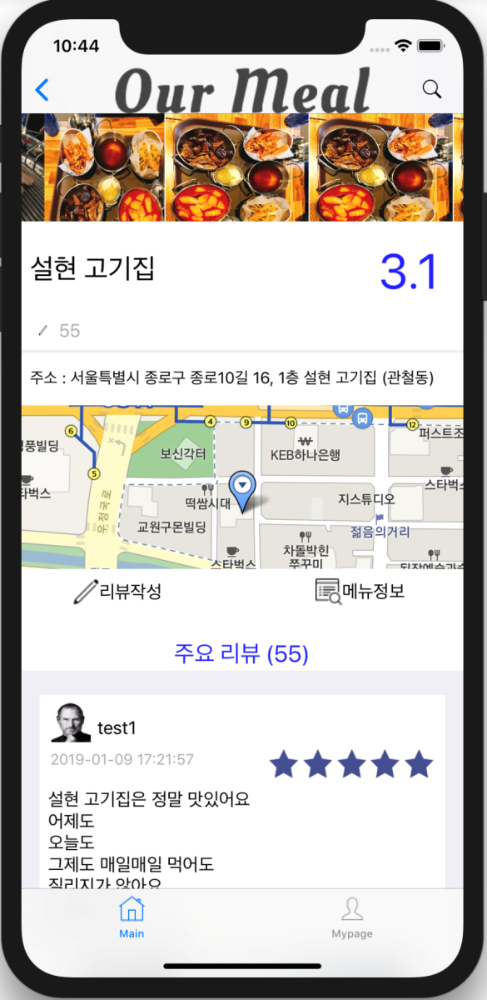 10:44
Our Meal
설현 고기집
3.1
55
주소 : 서울특별시 종로구 종로10길 16, 1층 설현 고기집 (관철동)
4
9
10
12
6
5
퍼스트조
보신각터
KEB하나은행
풍빌딩
타벅스
스타벅스
떡쌈시대
지스튜디오
우정국로
교원구몬빌딩
젊음의거리
차돌박힌
쭈꾸미
스타벅스
리뷰작성
메뉴정보
주요 리뷰 (55)
test1
2019-01-09 17:21:57
설현 고기집은 정말 맛있어요
어제도
오늘도
그제도 매일매일 먹어도
질리지가 않아요
Main
Mypage